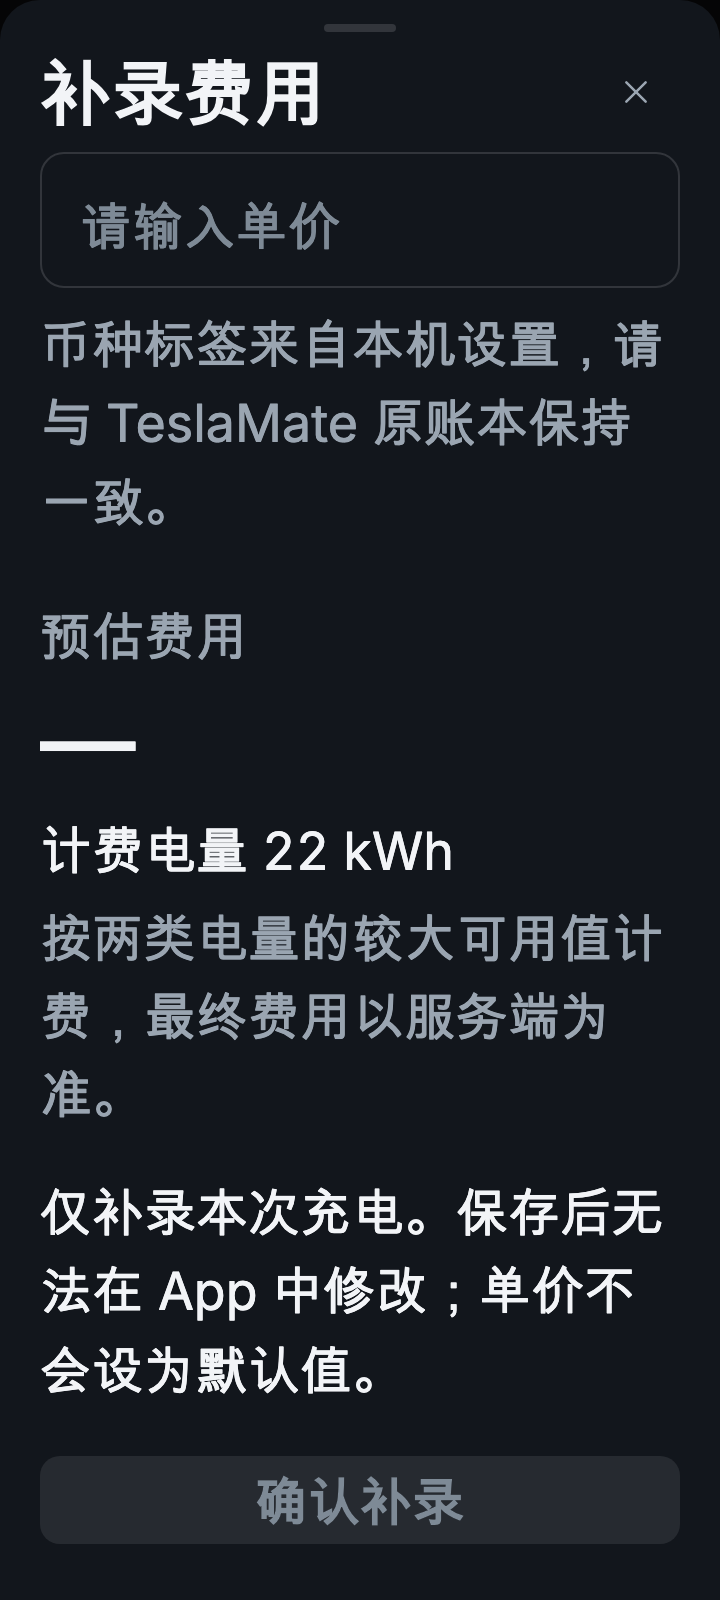 补录费用
请输入单价
币种标签来自本机设置，请
与 TeslaMate 原账本保持
一致。
预估费用
——
计费电量 22 kWh
按两类电量的较大可用值计
费，最终费用以服务端为
准。
仅补录本次充电。保存后无
法在 App 中修改；单价不
会设为默认值。
确认补录